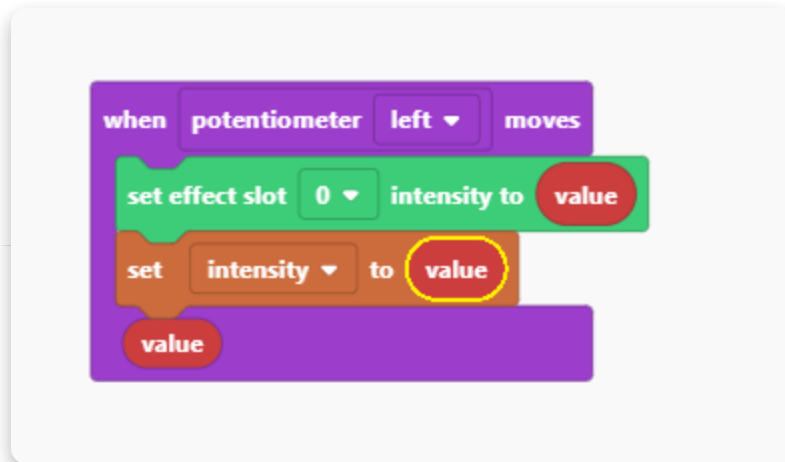 when potentiometer left moves
set effect slot 0 intensity to value
set intensity to value
value